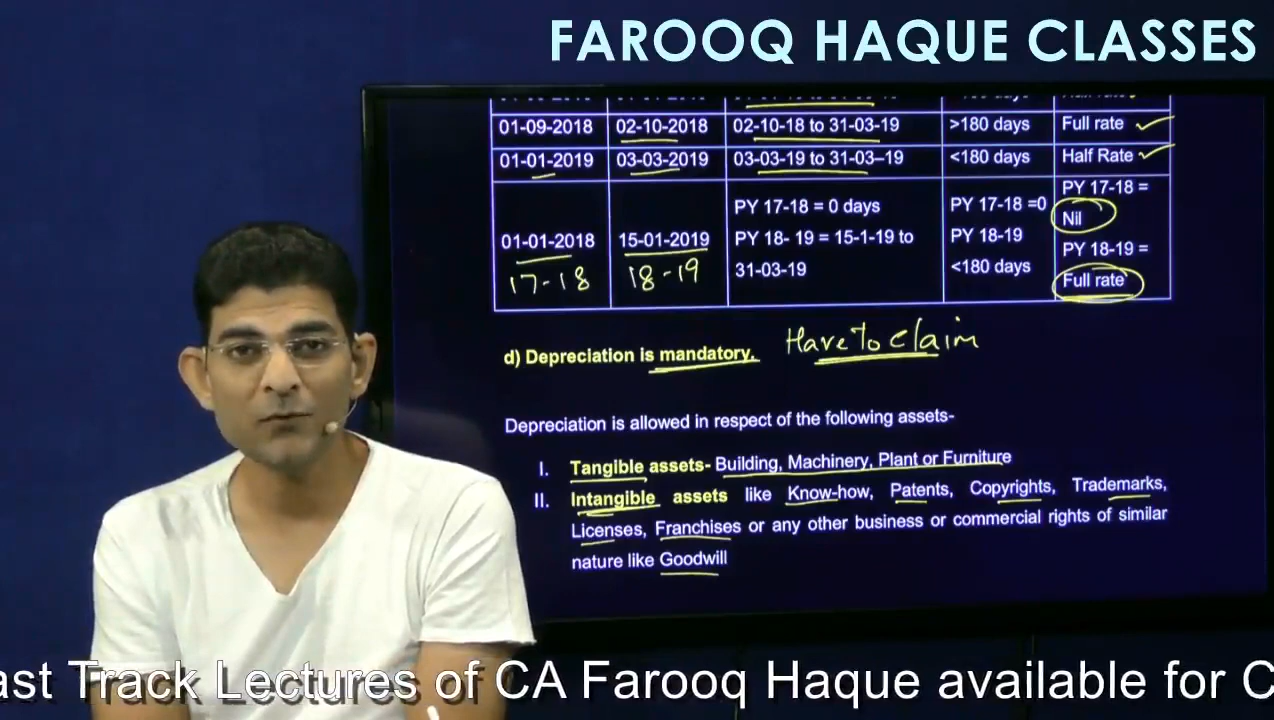 FAROOQ HAQUE CLASSES
01-09-2018 02-10-2018 02-10-18 to 31-03-19 >180 days Full rate
01-01-2019 03-03-2019 03-03-19 to 31-03–19 <180 days Half Rate
01-01-2018 15-01-2019 PY 17-18 = 0 days PY 18- 19 = 15-1-19 to 31-03-19 PY 17-18 =0 PY 18-19 <180 days PY 17-18 = Nil PY 18-19 = Full rate
17-18 18-19
d) Depreciation is mandatory. Have To claim
Depreciation is allowed in respect of the following assets-
I. Tangible assets- Building, Machinery, Plant or Furniture
II. Intangible assets like Know-how, Patents, Copyrights, Trademarks,
Licenses, Franchises or any other business or commercial rights of similar
nature like Goodwill
Track Lectures of CA Farooq Haque available for C